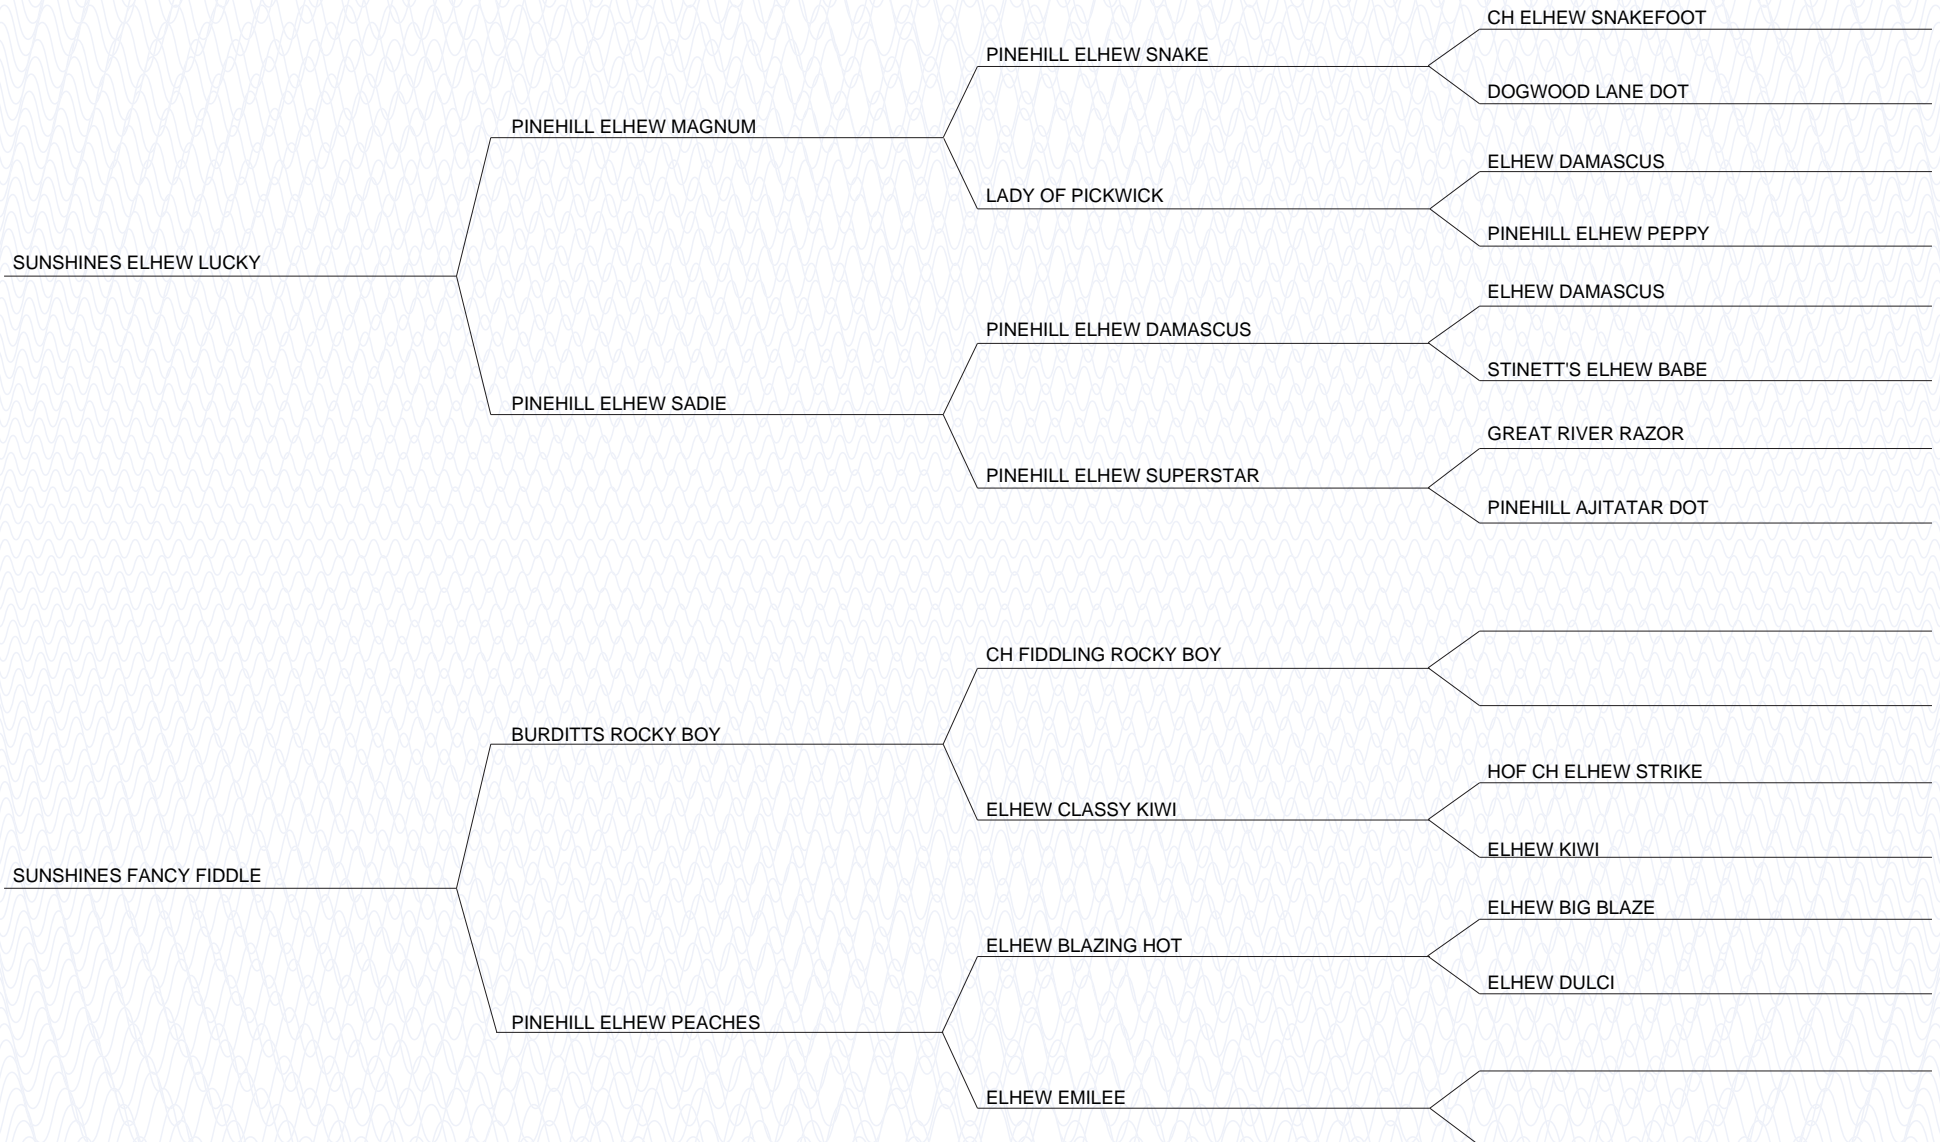 CH ELHEW SNAKEFOOT
PINEHILL ELHEW SNAKE
DOGWOOD LANE DOT
PINEHILL ELHEW MAGNUM
ELHEW DAMASCUS
LADY OF PICKWICK
PINEHILL ELHEW PEPPY
SUNSHINES ELHEW LUCKY
ELHEW DAMASCUS
PINEHILL ELHEW DAMASCUS
STINETT'S ELHEW BABE
PINEHILL ELHEW SADIE
GREAT RIVER RAZOR
PINEHILL ELHEW SUPERSTAR
PINEHILL AJITATAR DOT
CH FIDDLING ROCKY BOY
BURDITTS ROCKY BOY
HOF CH ELHEW STRIKE
ELHEW CLASSY KIWI
ELHEW KIWI
SUNSHINES FANCY FIDDLE
ELHEW BIG BLAZE
ELHEW BLAZING HOT
ELHEW DULCI
PINEHILL ELHEW PEACHES
ELHEW EMILEE